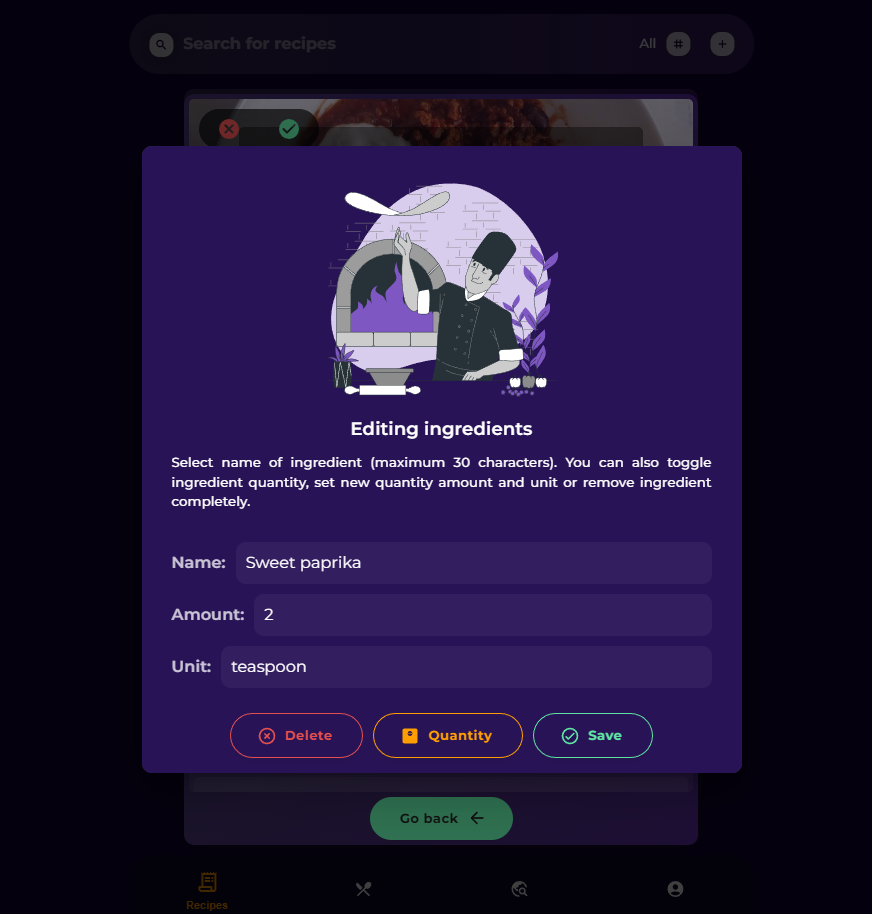 Search for recipes
All
Editing ingredients
Select name of ingredient (maximum 30 characters). You can also toggle
ingredient quantity, set new quantity amount and unit or remove ingredient
completely.
Name: Sweet paprika
Amount: 2
Unit: teaspoon
Delete Quantity Save
Go back
Recipes